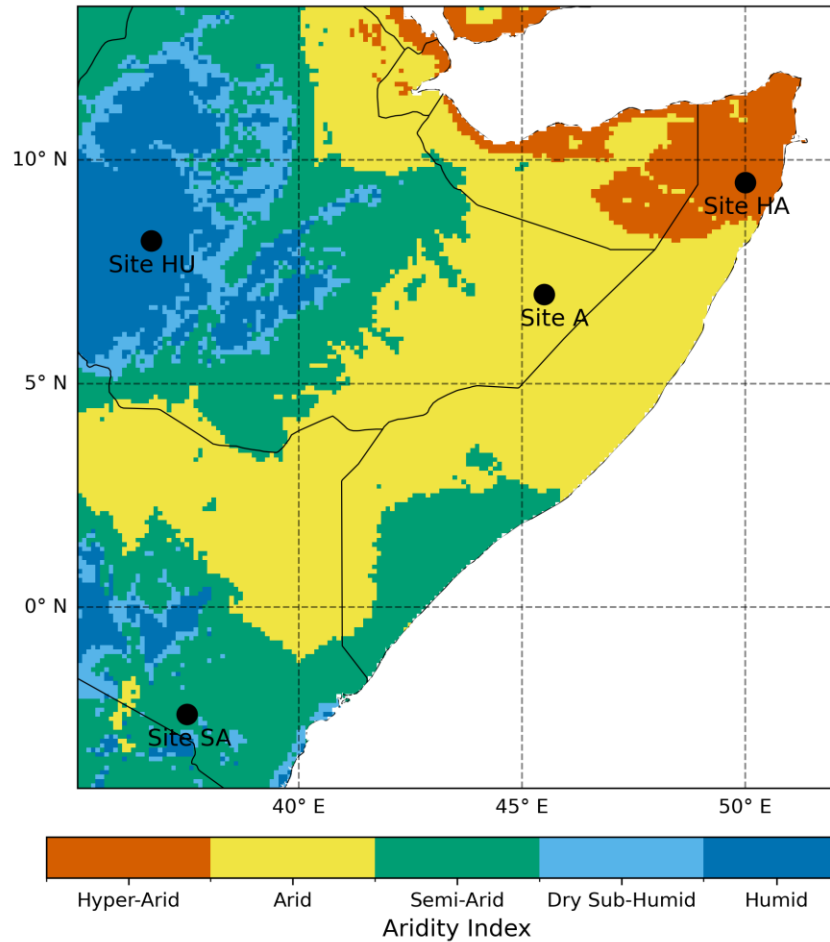 10° N
Site HA
Site HU
Site A
5° N
0° N
Site SA
40° E 45° E 50° E
Hyper-Arid Arid Semi-Arid Dry Sub-Humid Humid
Aridity Index